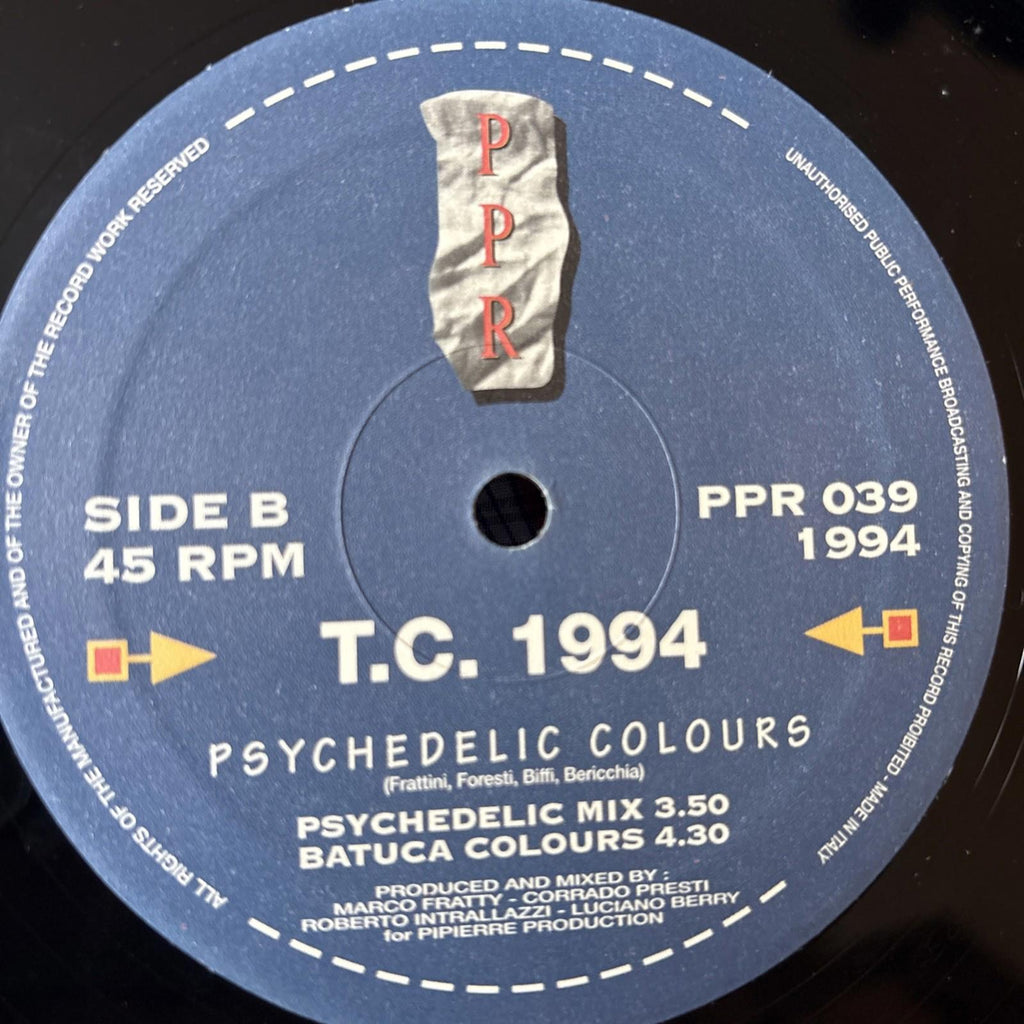 P
P
R
ALL RIGHTS OF THE MANUFACTURED AND OF THE OWNER OF THE RECORD WORK RESERVED
UNAUTHORISED PUBLIC PERFORMANCE BROADCASTING AND COPYING OF THIS RECORD PROIBITED - MADE IN ITALY
SIDE B
45 RPM
PPR 039
1994
T.C. 1994
PSYCHEDELIC COLOURS
(Frattini, Foresti, Biffi, Bericchia)
PSYCHEDELIC MIX 3.50
BATUCA COLOURS 4.30
PRODUCED AND MIXED BY :
MARCO FRATTY - CORRADO PRESTI
ROBERTO INTRALLAZZI - LUCIANO BERRY
for PIPIERRE PRODUCTION